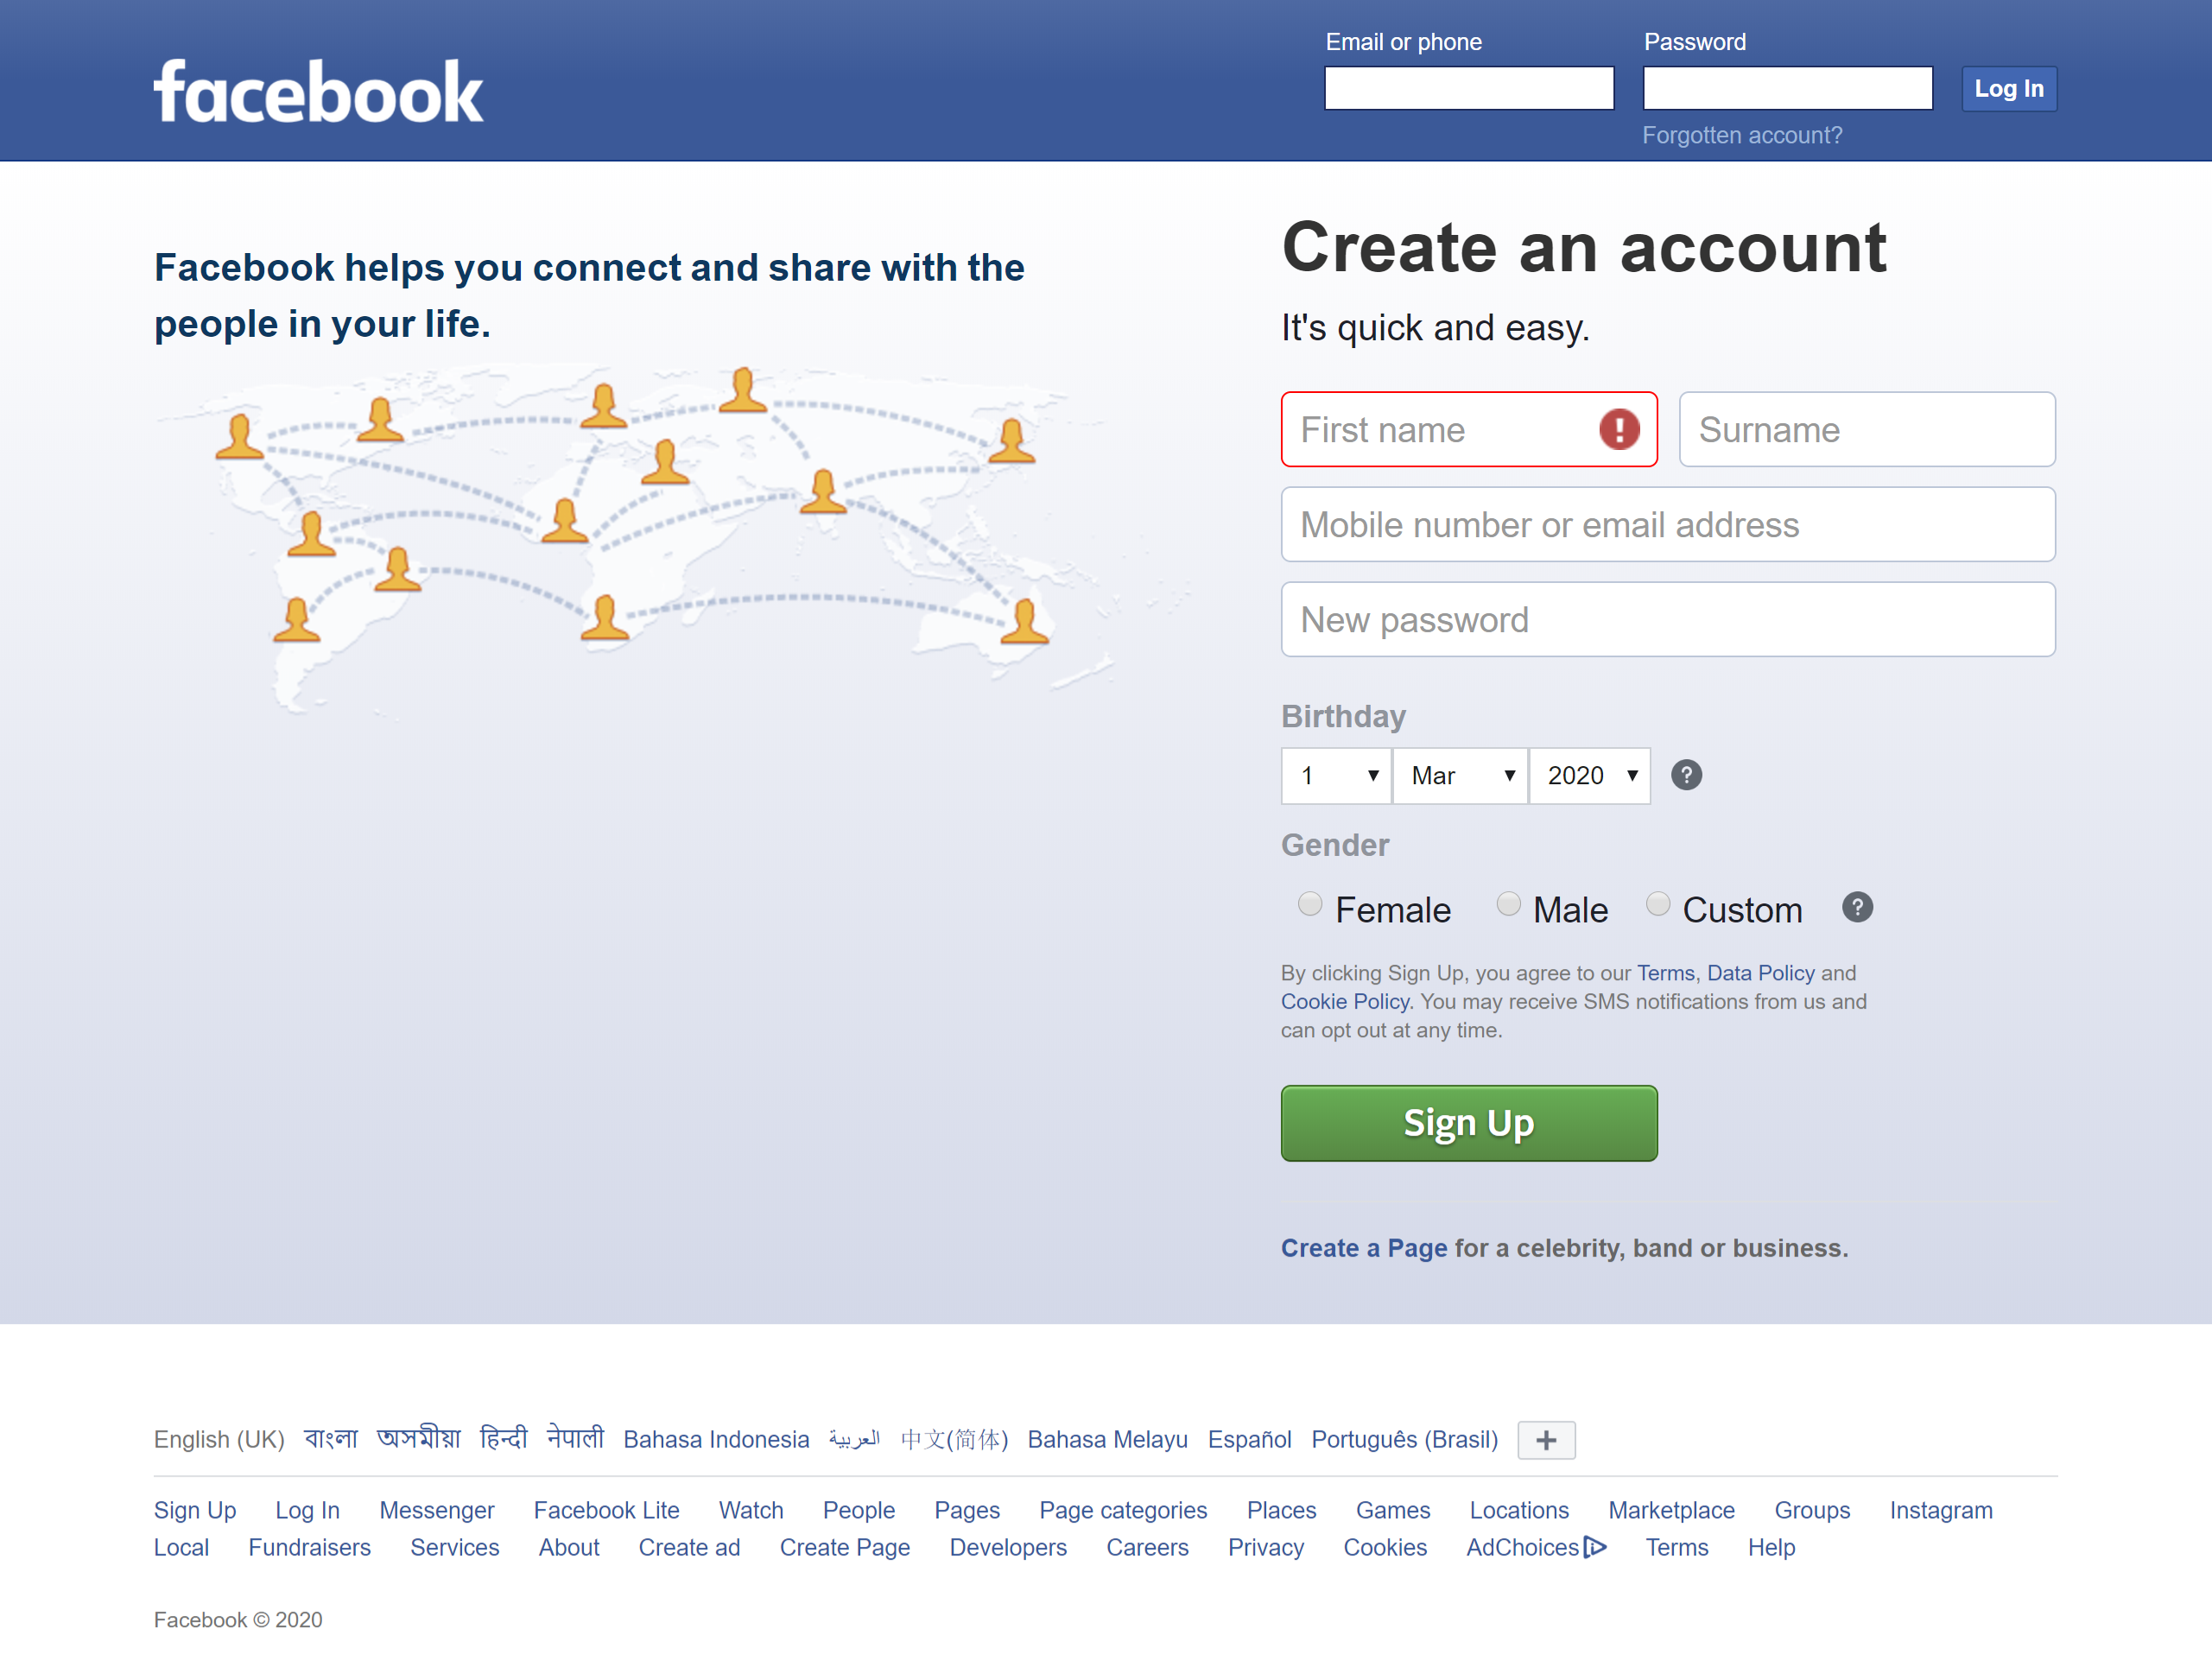 facebook
Email or phone
Password
Log In
Forgotten account?
Facebook helps you connect and share with the
people in your life.
Create an account
It's quick and easy.
First name
Surname
Mobile number or email address
New password
Birthday
1 Mar 2020
Gender
Female Male Custom
By clicking Sign Up, you agree to our Terms, Data Policy and
Cookie Policy. You may receive SMS notifications from us and
can opt out at any time.
Sign Up
Create a Page for a celebrity, band or business.
English (UK) বাংলা অসমীয়া हिन्दी नेपाली Bahasa Indonesia العربية 中文(简体) Bahasa Melayu Español Português (Brasil)
Sign Up Log In Messenger Facebook Lite Watch People Pages Page categories Places Games Locations Marketplace Groups Instagram
Local Fundraisers Services About Create ad Create Page Developers Careers Privacy Cookies AdChoices Terms Help
Facebook © 2020